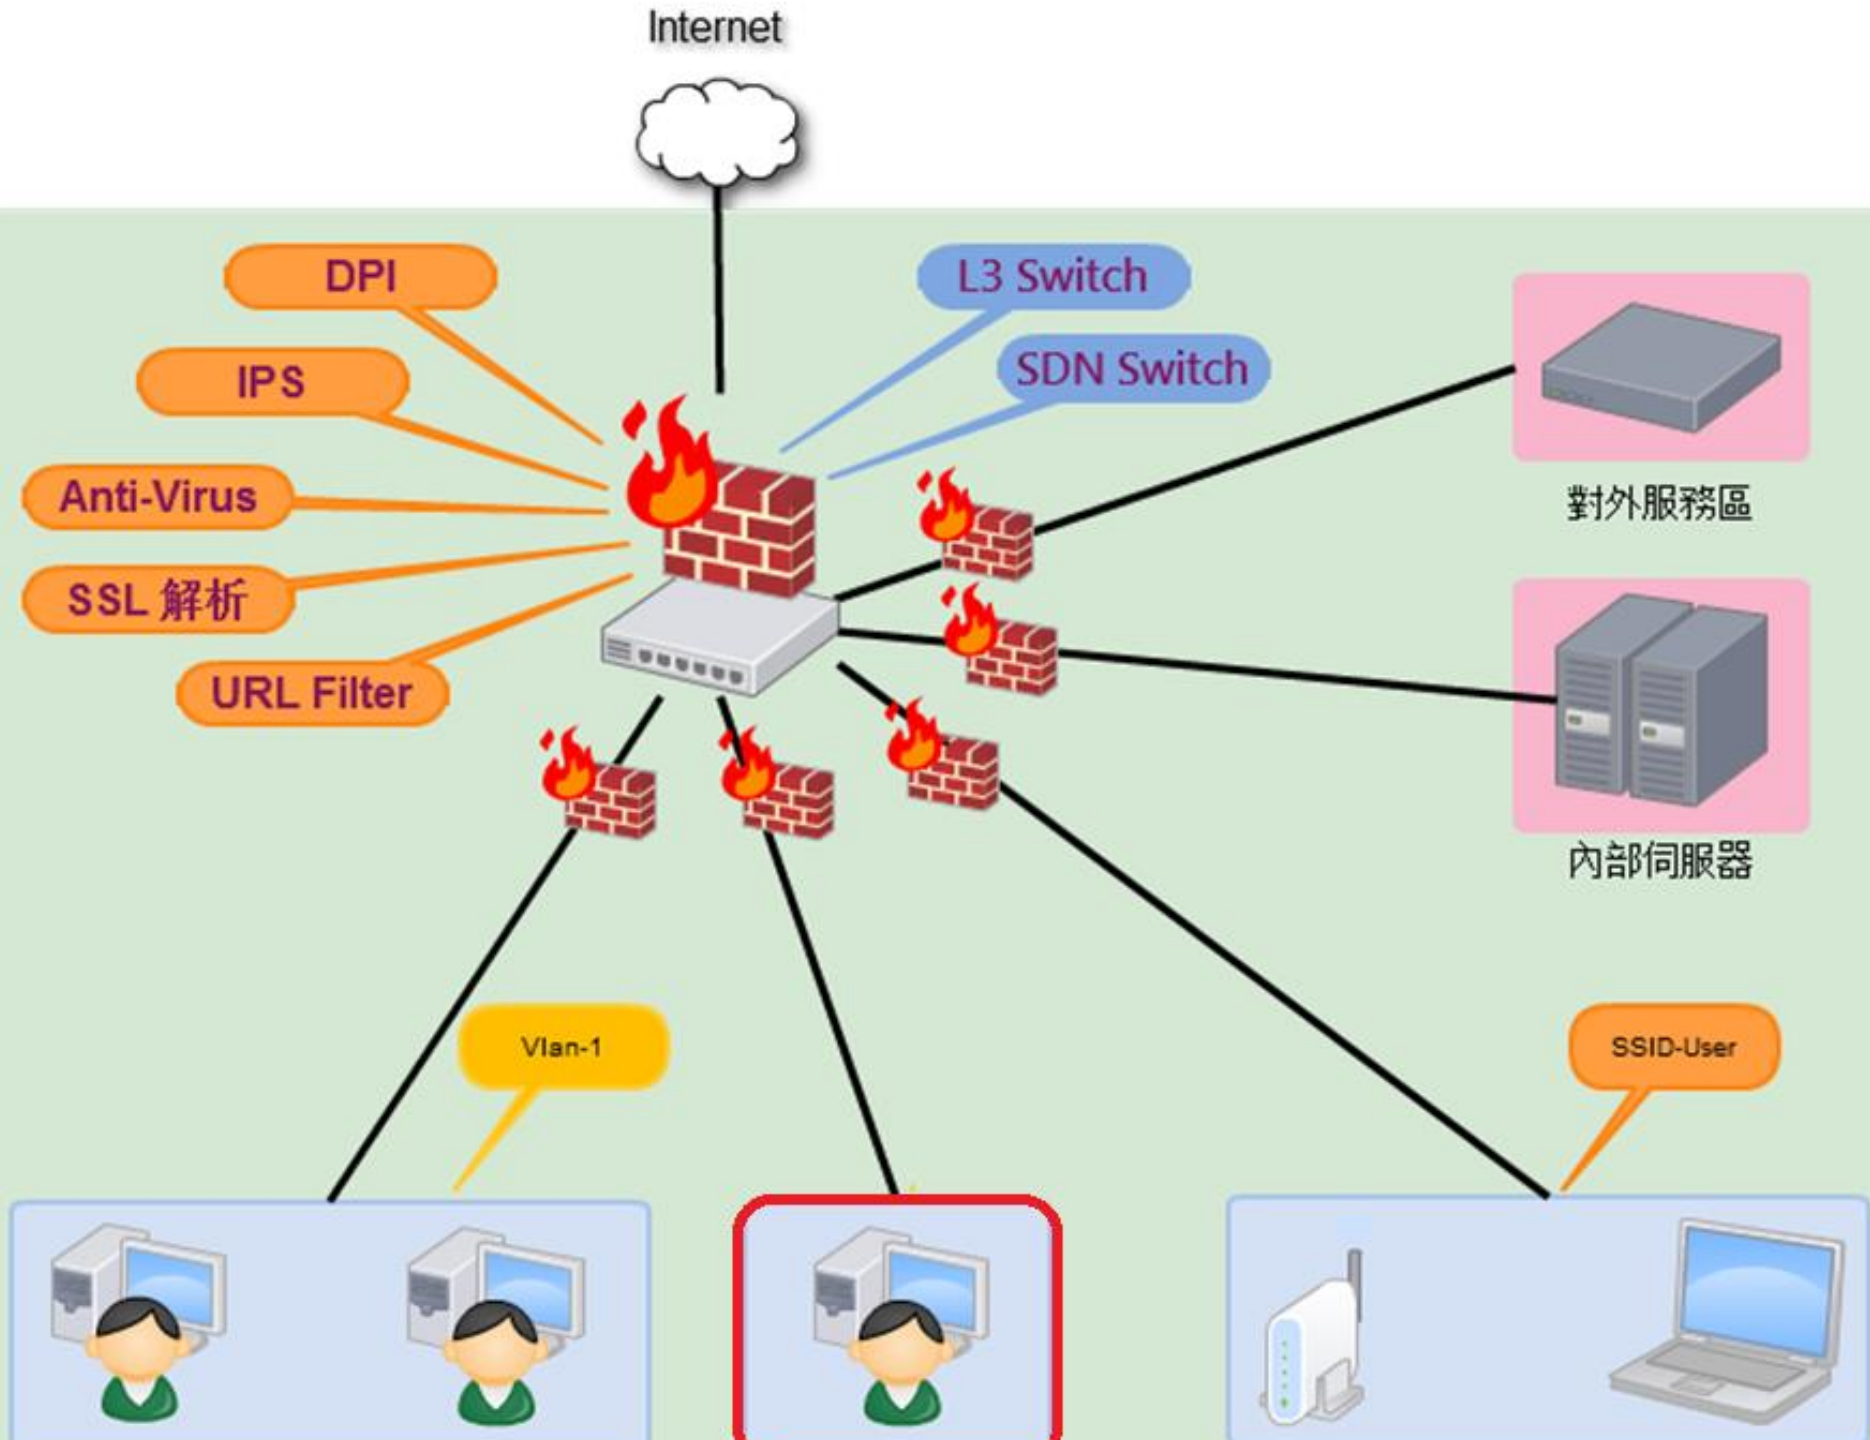 Internet
DPI
L3 Switch
IPS
SDN Switch
Anti-Virus
對外服務區
SSL 解析
URL Filter
內部伺服器
Vlan-1
SSID-User